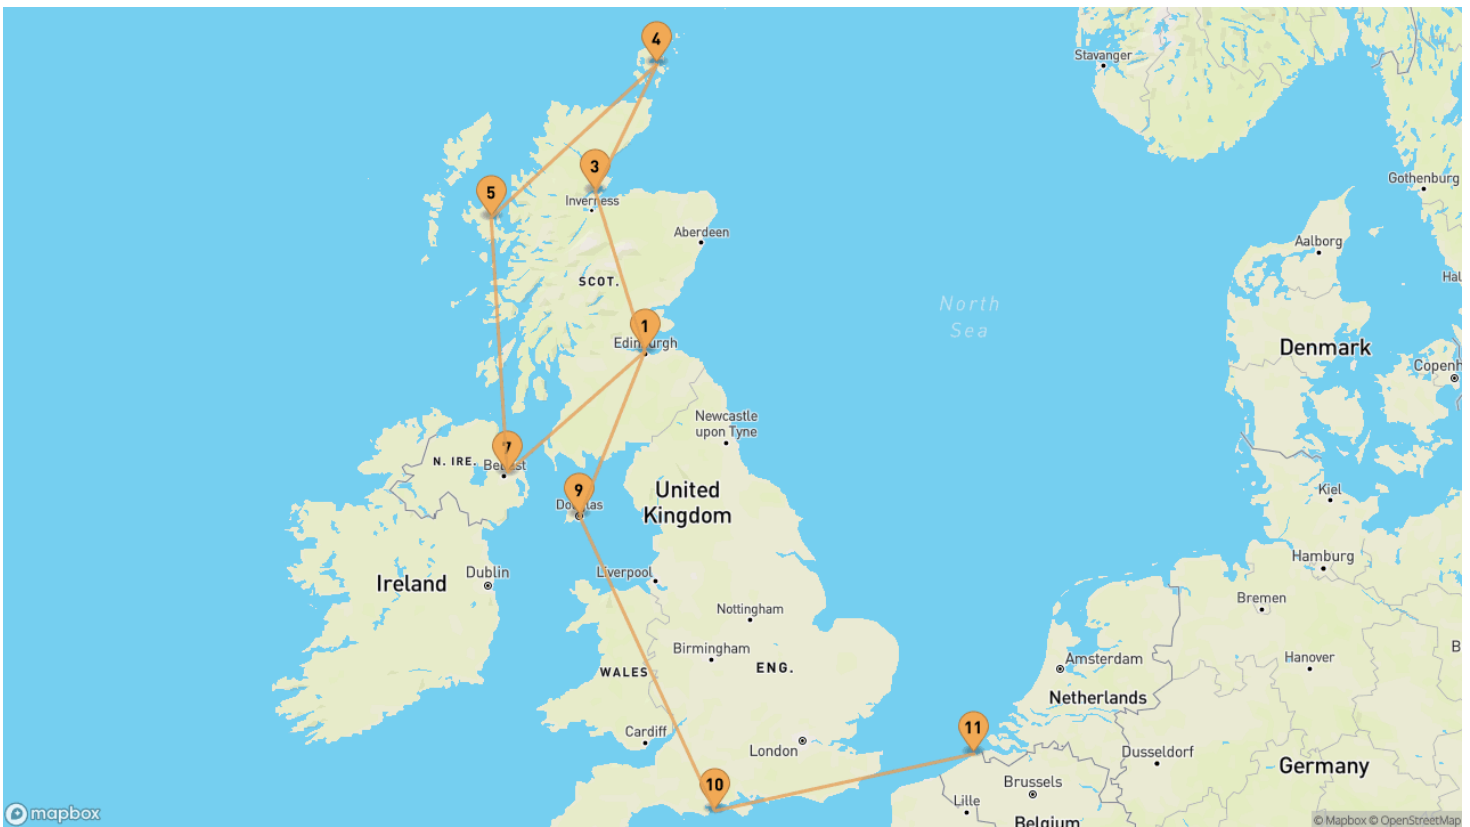 4
Stavanger
3
5
Inverness
Gothenburg
Aberdeen
Aalborg
SCOT.
North
Sea
1
Edinburgh
Denmark
Newcastle
upon Tyne
7
N. IRE.
9
United
Kingdom
Kiel
Hamburg
Liverpool
Dublin
Ireland
Bremen
Nottingham
Birmingham
WALES
ENG.
Amsterdam
Hanover
Netherlands
11
Cardiff
London
Dusseldorf
Germany
10
Brussels
Lille
Belgium
mapbox
© Mapbox © OpenStreetMap